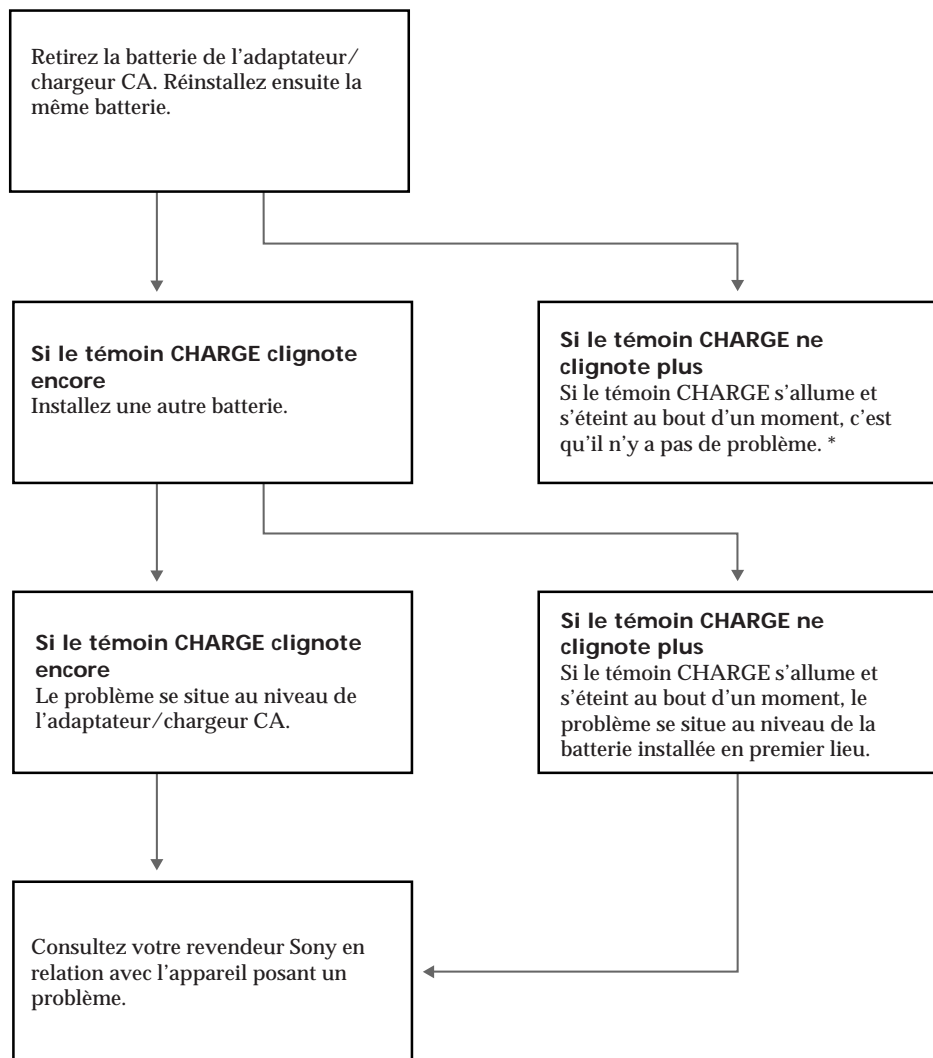 Retirez la batterie de l'adaptateur/
chargeur CA. Réinstallez ensuite la
même batterie.
Si le témoin CHARGE clignote
encore
Installez une autre batterie.
Si le témoin CHARGE ne
clignote plus
Si le témoin CHARGE s'allume et
s'éteint au bout d'un moment, c'est
qu'il n'y a pas de problème. *
Si le témoin CHARGE clignote
encore
Le problème se situe au niveau de
l'adaptateur/chargeur CA.
Si le témoin CHARGE ne
clignote plus
Si le témoin CHARGE s'allume et
s'éteint au bout d'un moment, le
problème se situe au niveau de la
batterie installée en premier lieu.
Consultez votre revendeur Sony en
relation avec l'appareil posant un
problème.